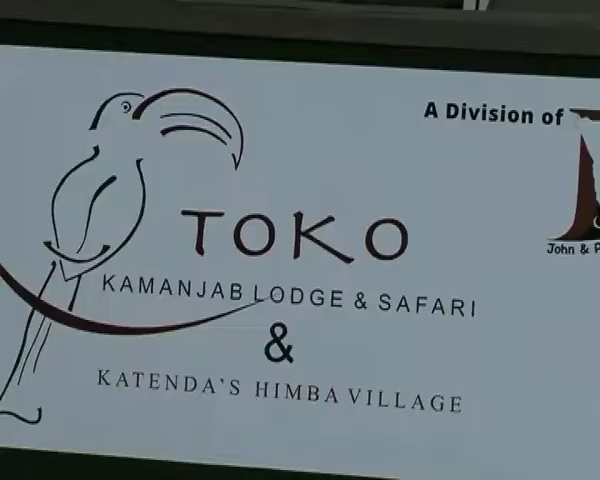 A Division of
TOKO
KAMANJAB LODGE & SAFARI
&
KATENDA'S HIMBA VILLAGE
John &